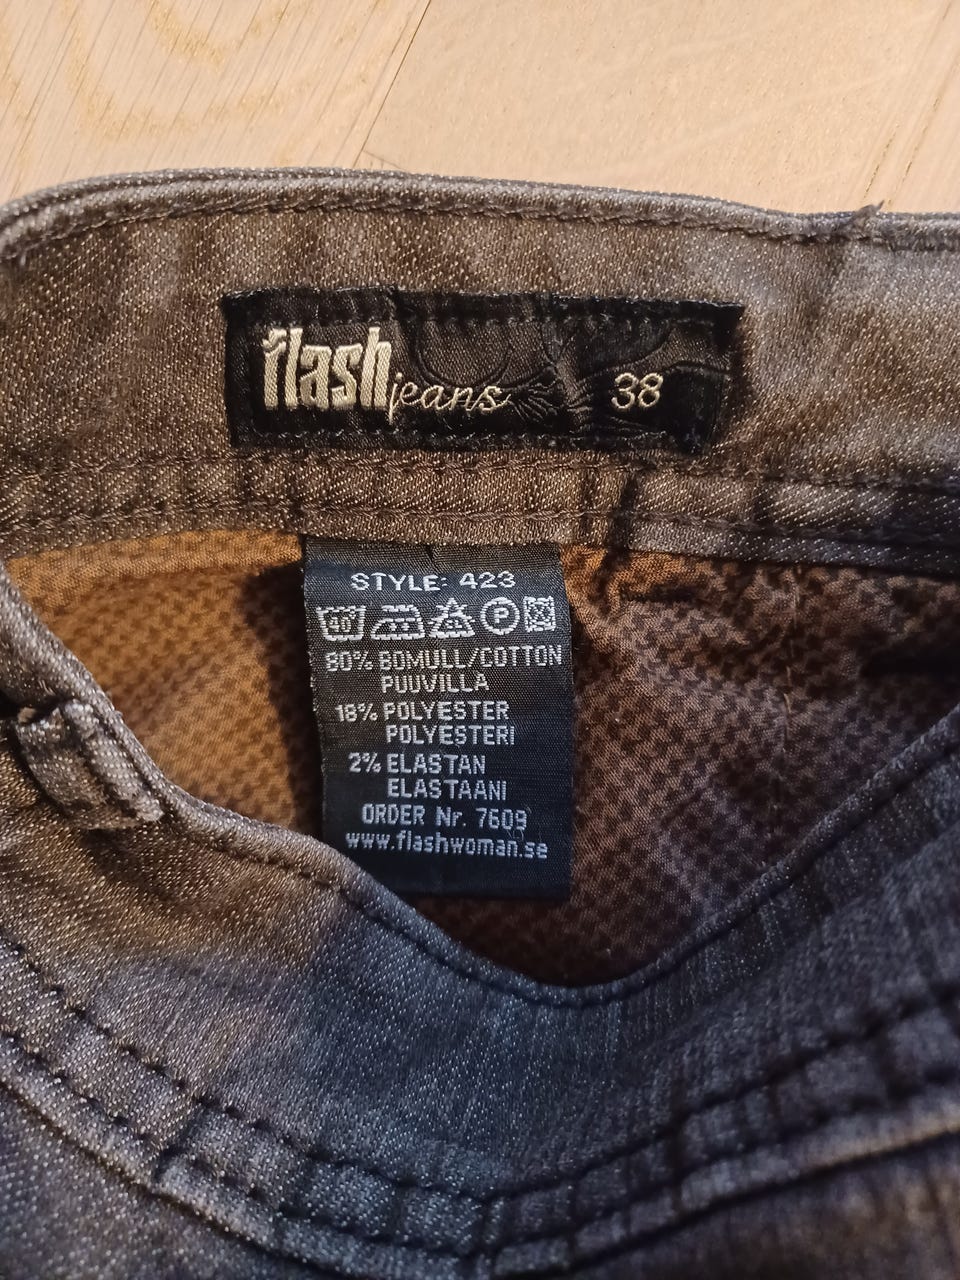 flash jeans 38
STYLE: 423
40 P
80% BOMULL/COTTON
PUUVILLA
18% POLYESTER
POLYESTERI
2% ELASTAN
ELASTAANI
ORDER Nr. 7609
www.flashwoman.se